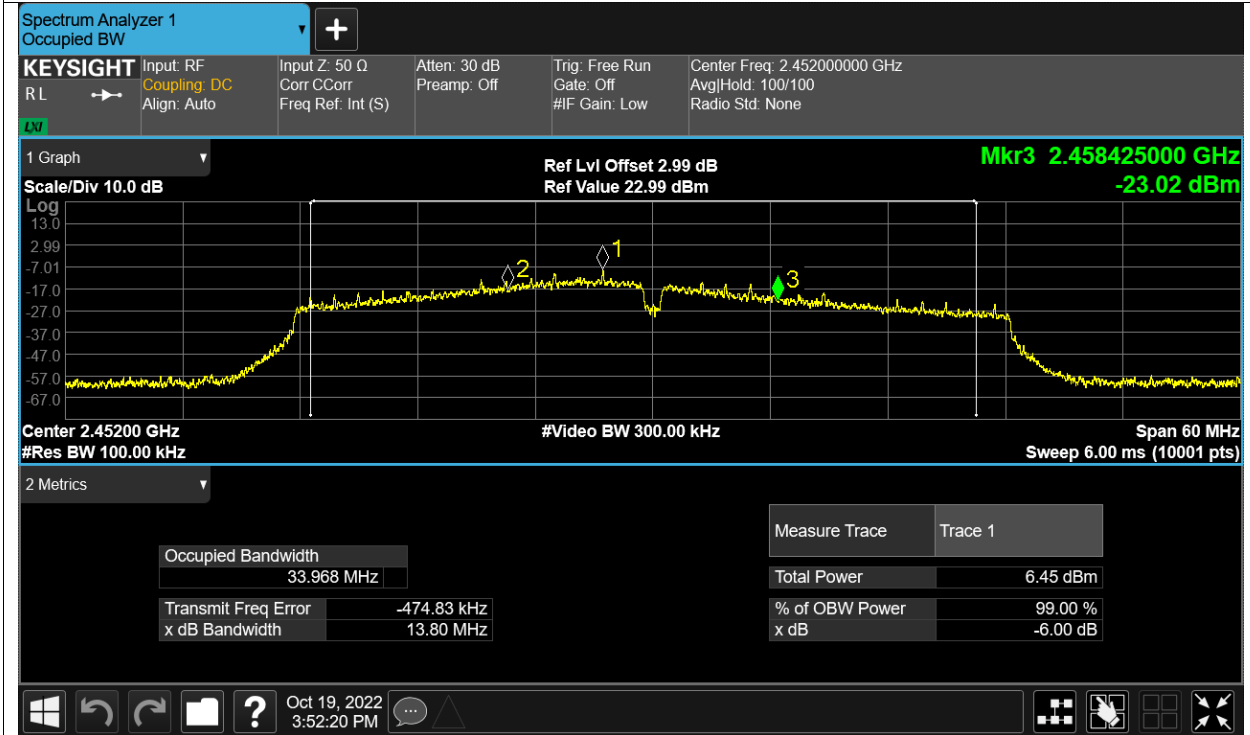 Spectrum Analyzer 1
Occupied BW
+
KEYSIGHT
R L
LXI
Input: RF
Coupling: DC
Align: Auto
Input Z: 50 Ω
Corr CCorr
Freq Ref: Int (S)
Atten: 30 dB
Preamp: Off
Trig: Free Run
Gate: Off
#IF Gain: Low
Center Freq: 2.452000000 GHz
Avg|Hold: 100/100
Radio Std: None
1 Graph
Scale/Div 10.0 dB
Ref Lvl Offset 2.99 dB
Ref Value 22.99 dBm
Mkr3 2.458425000 GHz
-23.02 dBm
Log
13.0
2.99
-7.01
-17.0
-27.0
-37.0
-47.0
-57.0
-67.0
1
2
3
Center 2.45200 GHz
#Res BW 100.00 kHz
#Video BW 300.00 kHz
Span 60 MHz
Sweep 6.00 ms (10001 pts)
2 Metrics
Occupied Bandwidth
33.968 MHz
Transmit Freq Error -474.83 kHz
x dB Bandwidth 13.80 MHz
Measure Trace Trace 1
Total Power 6.45 dBm
% of OBW Power 99.00 %
x dB -6.00 dB
?
Oct 19, 2022
3:52:20 PM